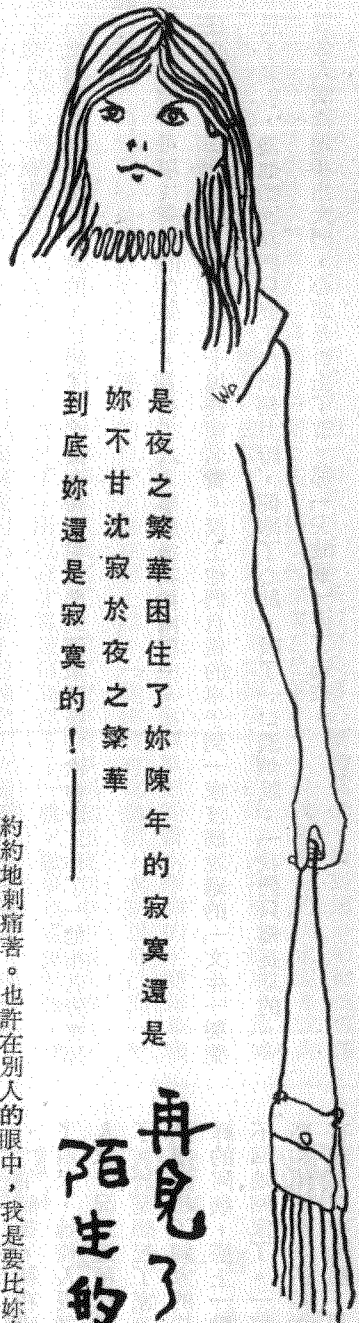 ——是夜之繁華困住了妳陳年的寂寞還是
妳不甘沈寂於夜之繁華
到底妳還是寂寞的！——
再見了
陌生的
約約地刺痛著。也許在別人的眼中，我是要比妳